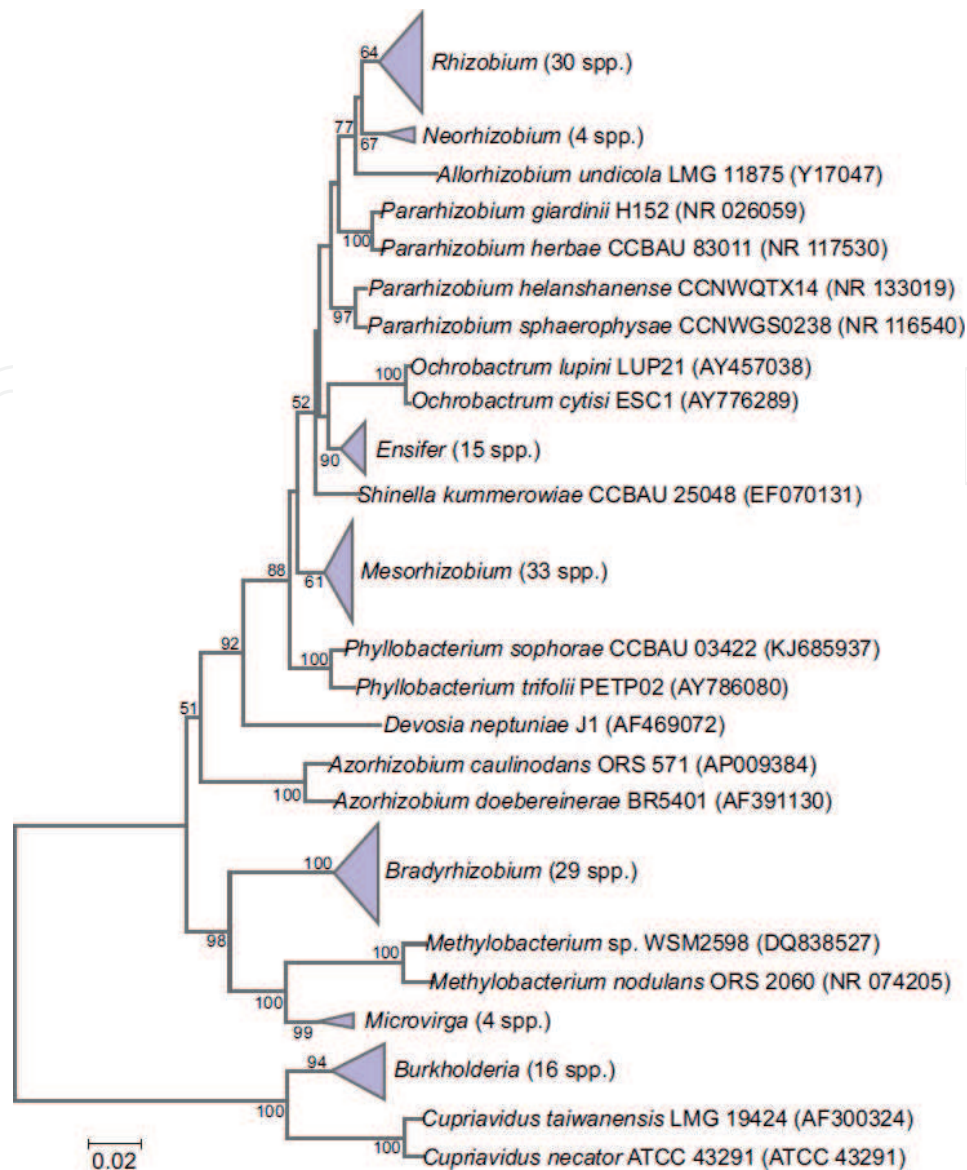 64
Rhizobium (30 spp.)
77
67
Neorhizobium (4 spp.)
Allorhizobium undicola LMG 11875 (Y17047)
Pararhizobium giardinii H152 (NR 026059)
100
Pararhizobium herbae CCBAU 83011 (NR 117530)
Pararhizobium helanshanense CCNWQTX14 (NR 133019)
97
Pararhizobium sphaerophysae CCNWGS0238 (NR 116540)
Ochrobactrum lupini LUP21 (AY457038)
100
Ochrobactrum cytisi ESC1 (AY776289)
52
Ensifer (15 spp.)
90
Shinella kummerowiae CCBAU 25048 (EF070131)
88
Mesorhizobium (33 spp.)
61
92
Phyllobacterium sophorae CCBAU 03422 (KJ685937)
100
Phyllobacterium trifolii PETP02 (AY786080)
51
Devosia neptuniae J1 (AF469072)
Azorhizobium caulinodans ORS 571 (AP009384)
100
Azorhizobium doebereinerae BR5401 (AF391130)
100
Bradyrhizobium (29 spp.)
98
Methylobacterium sp. WSM2598 (DQ838527)
100
Methylobacterium nodulans ORS 2060 (NR 074205)
100
Microvirga (4 spp.)
99
94
Burkholderia (16 spp.)
100
Cupriavidus taiwanensis LMG 19424 (AF300324)
100
Cupriavidus necator ATCC 43291 (ATCC 43291)
0.02